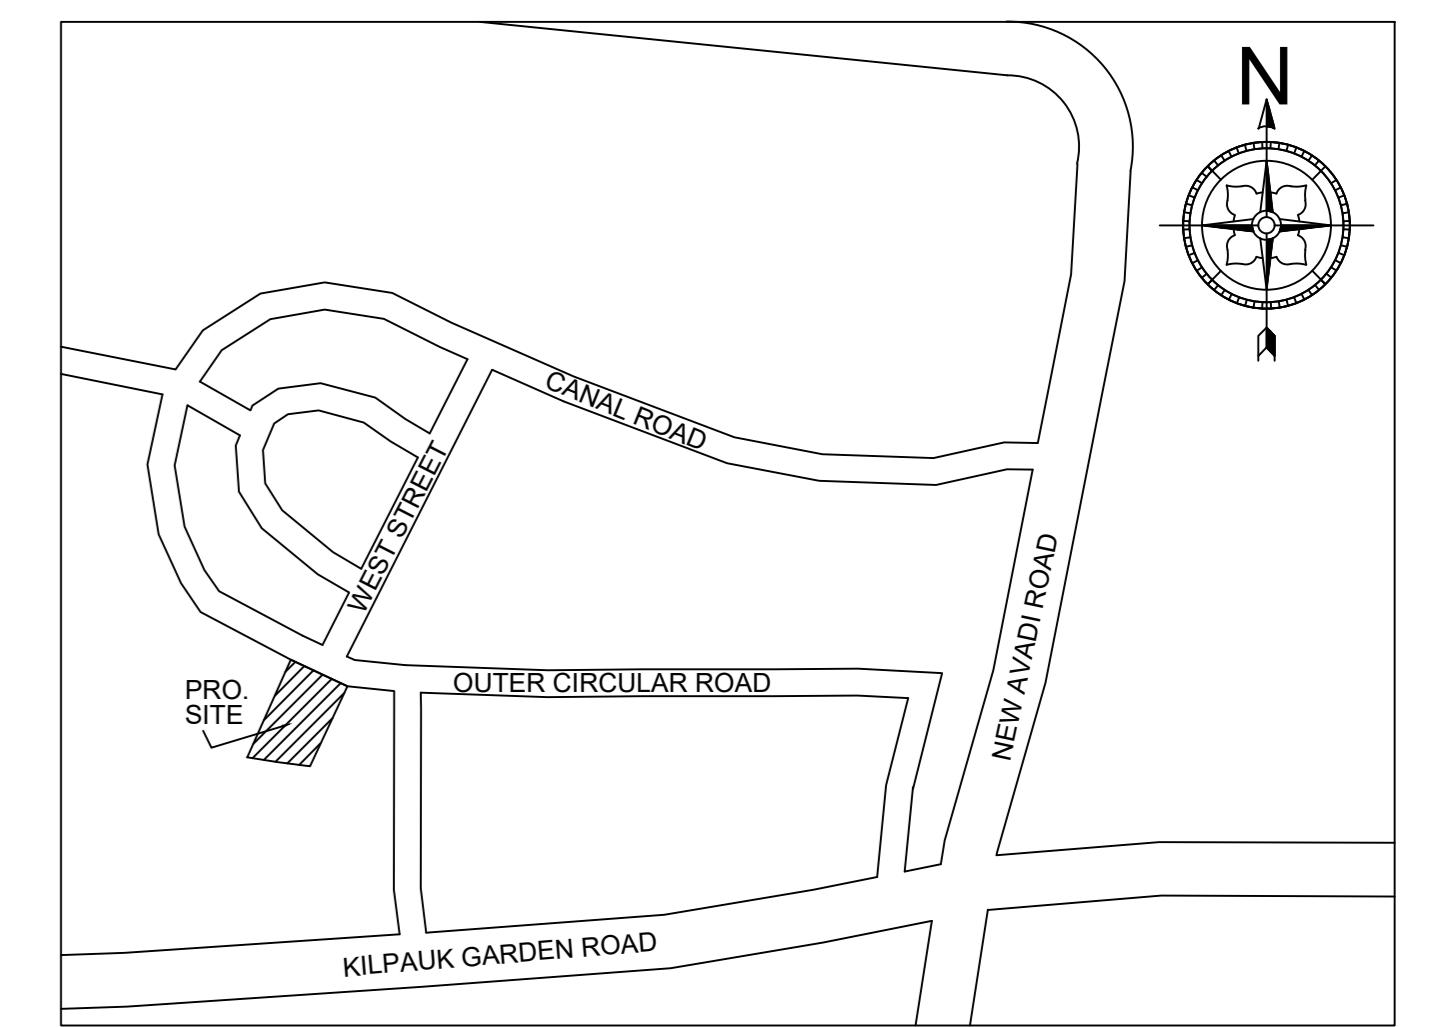 N
CANAL ROAD
WEST STREET
NEW AVADI ROAD
PRO.
SITE
OUTER CIRCULAR ROAD
KILPAUK GARDEN ROAD